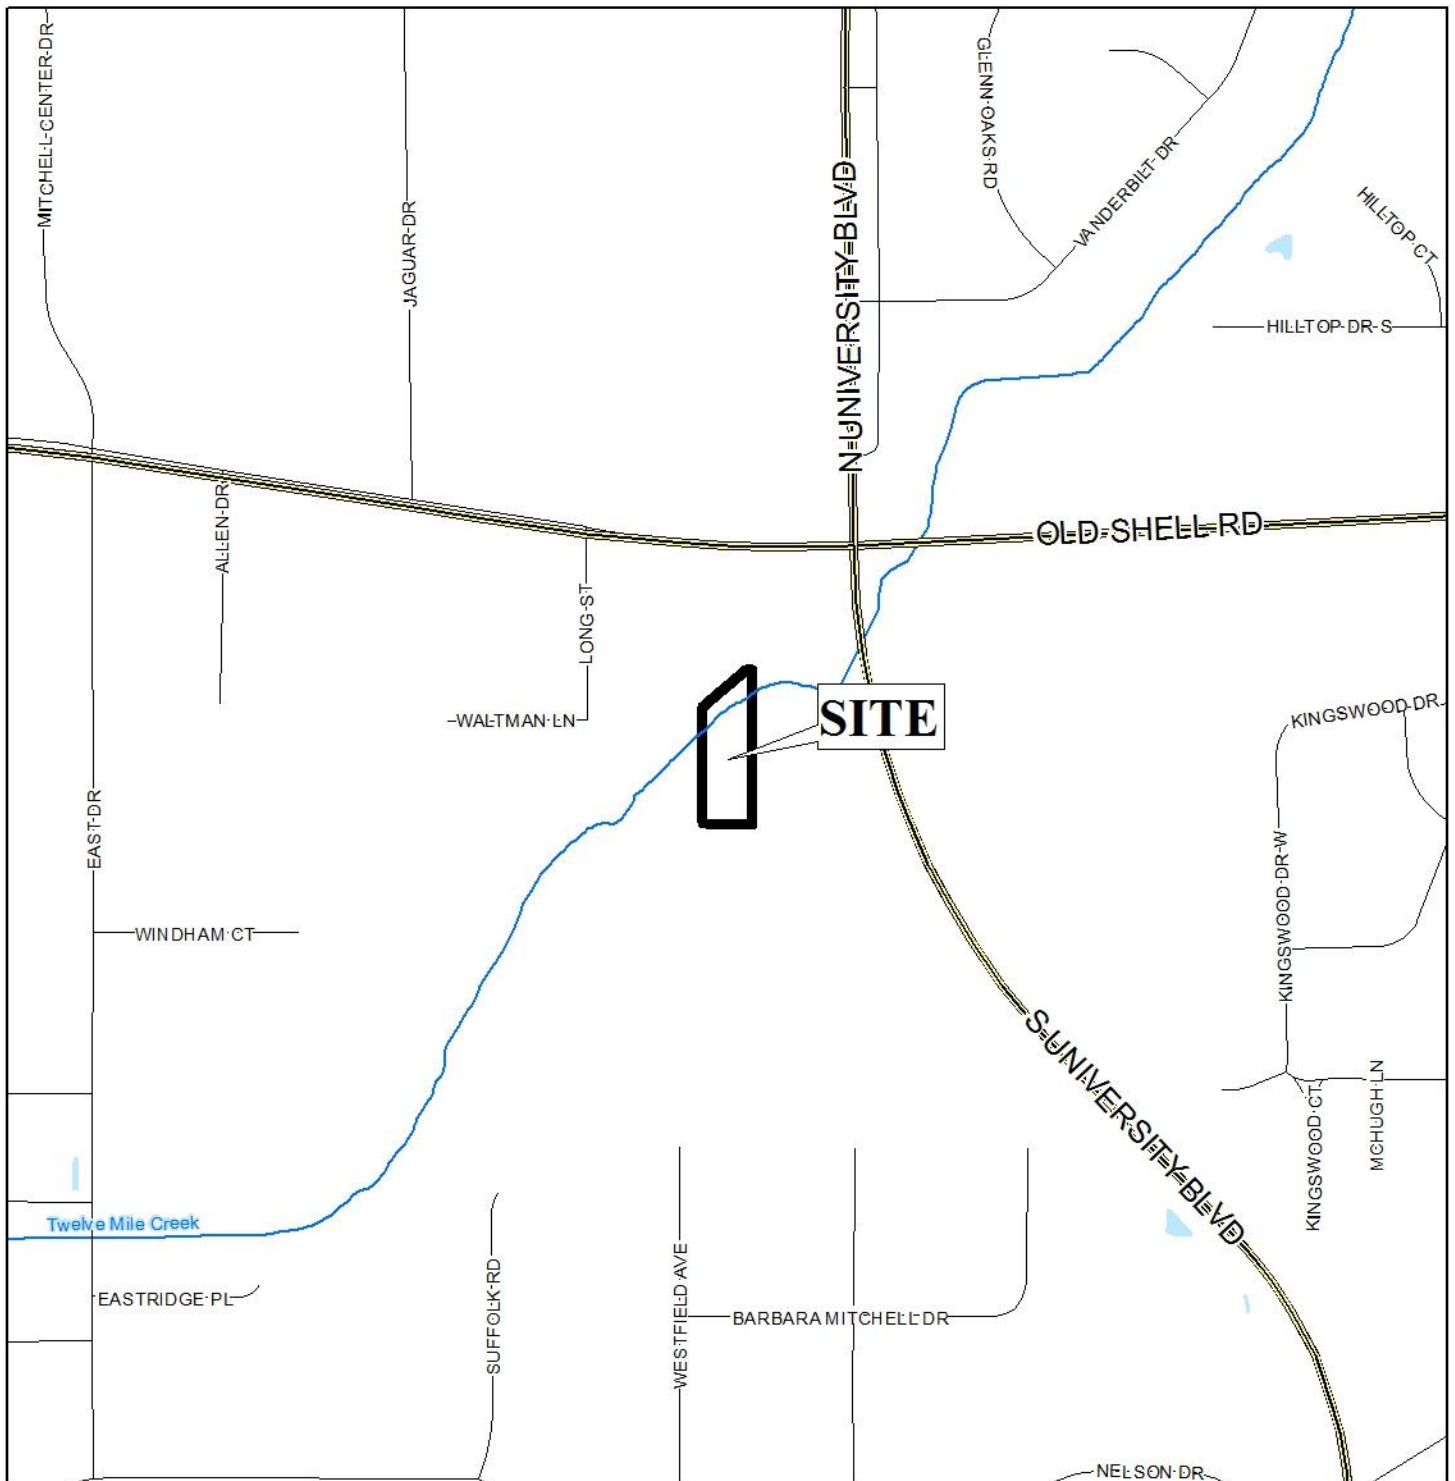 MITCHELL CENTER DR
JAGUAR DR
N UNIVERSITY BLVD
GLENN OAKS RD
VANDERBILT DR
HILLTOP CT
HILLTOP DR S
OLD SHELL RD
ALLEN DR
LONG ST
WALTMAN LN
SITE
KINGSWOOD DR
EAST DR
KINGSWOOD DR W
WINDHAM CT
S UNIVERSITY BLVD
KINGSWOOD CT
MCHUGH LN
Twelve Mile Creek
EASTRIDGE PL
SUFFOLK RD
WESTFIELD AVE
BARBARA MITCHELL DR
NELSON DR